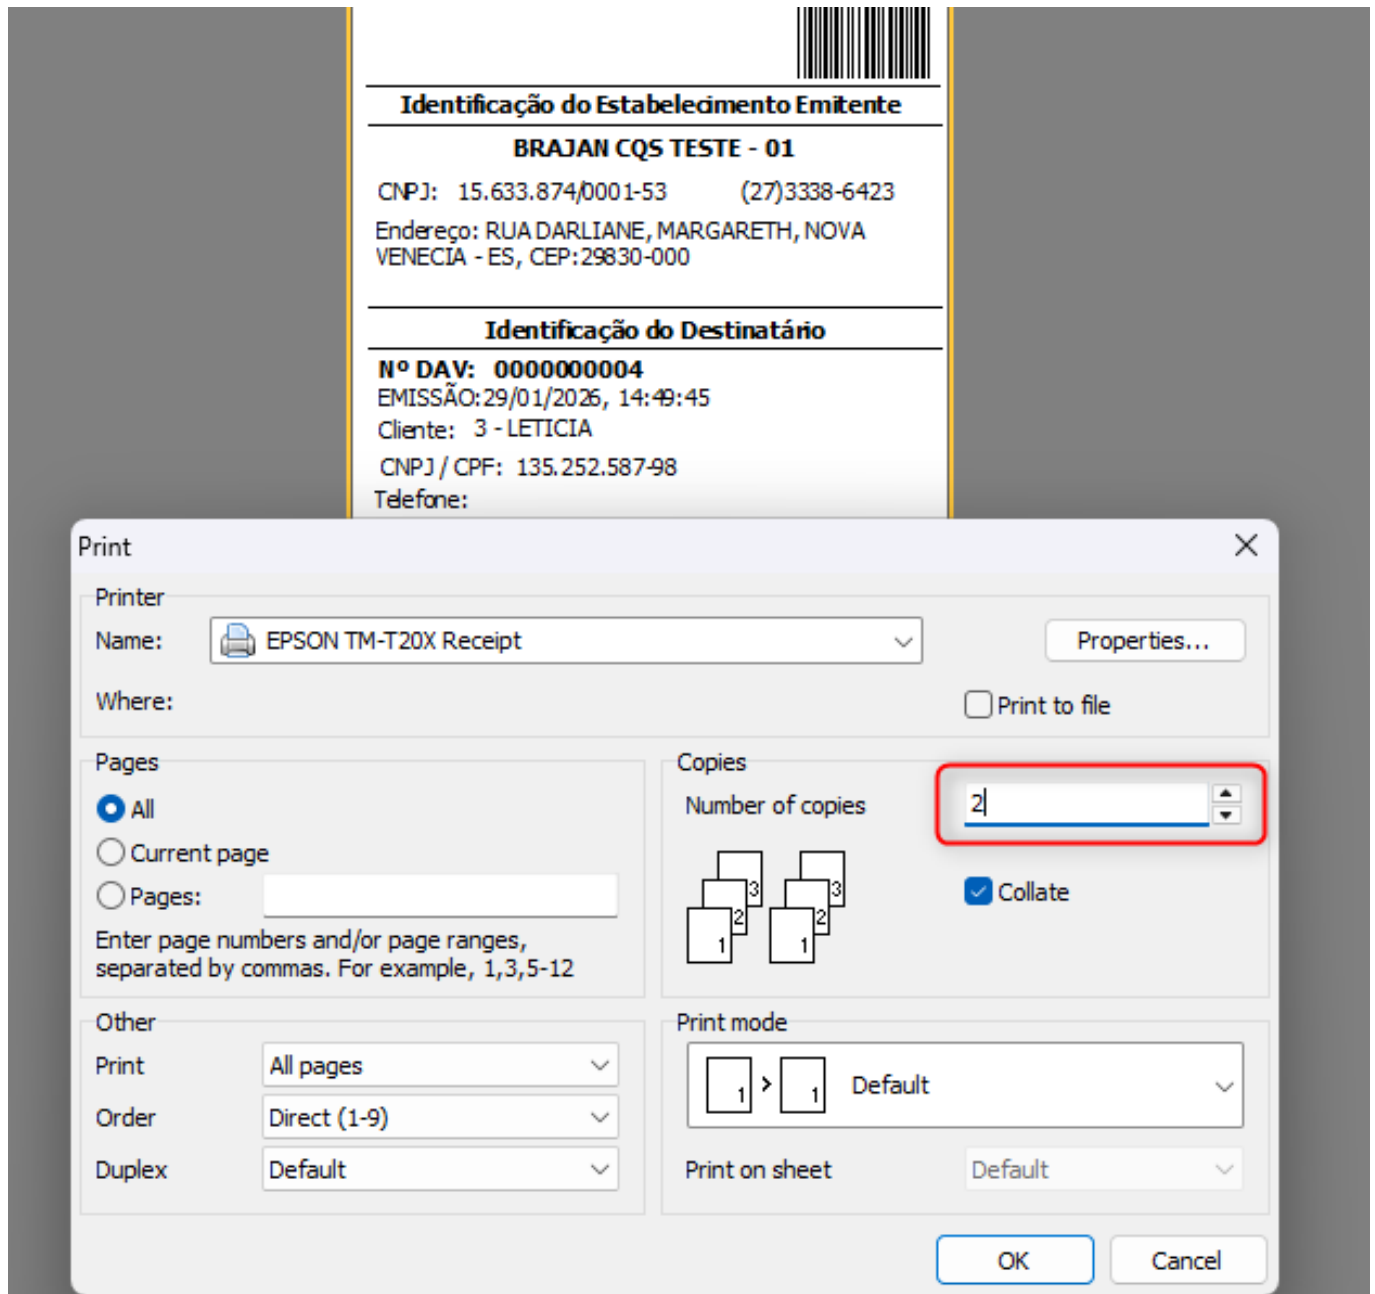 Identificação do Estabelecimento Emitente
BRAJAN CQS TESTE - 01
CNPJ: 15.633.874/0001-53 (27)3338-6423
Endereço: RUA DARLIANE, MARGARETH, NOVA
VENECIA - ES, CEP:29830-000
Identificação do Destinatário
Nº DAV: 0000000004
EMISSÃO:29/01/2026, 14:49:45
Cliente: 3 - LETICIA
CNPJ / CPF: 135.252.587-98
Telefone:
Print
Printer
Name: EPSON TM-T20X Receipt Properties...
Where: Print to file
Pages
All
Current page
Pages:
Enter page numbers and/or page ranges,
separated by commas. For example, 1,3,5-12
Copies
Number of copies 2
3 3
2 2
1 1
Collate
Other
Print All pages
Order Direct (1-9)
Duplex Default
Print mode
1 > 1 Default
Print on sheet Default
OK Cancel